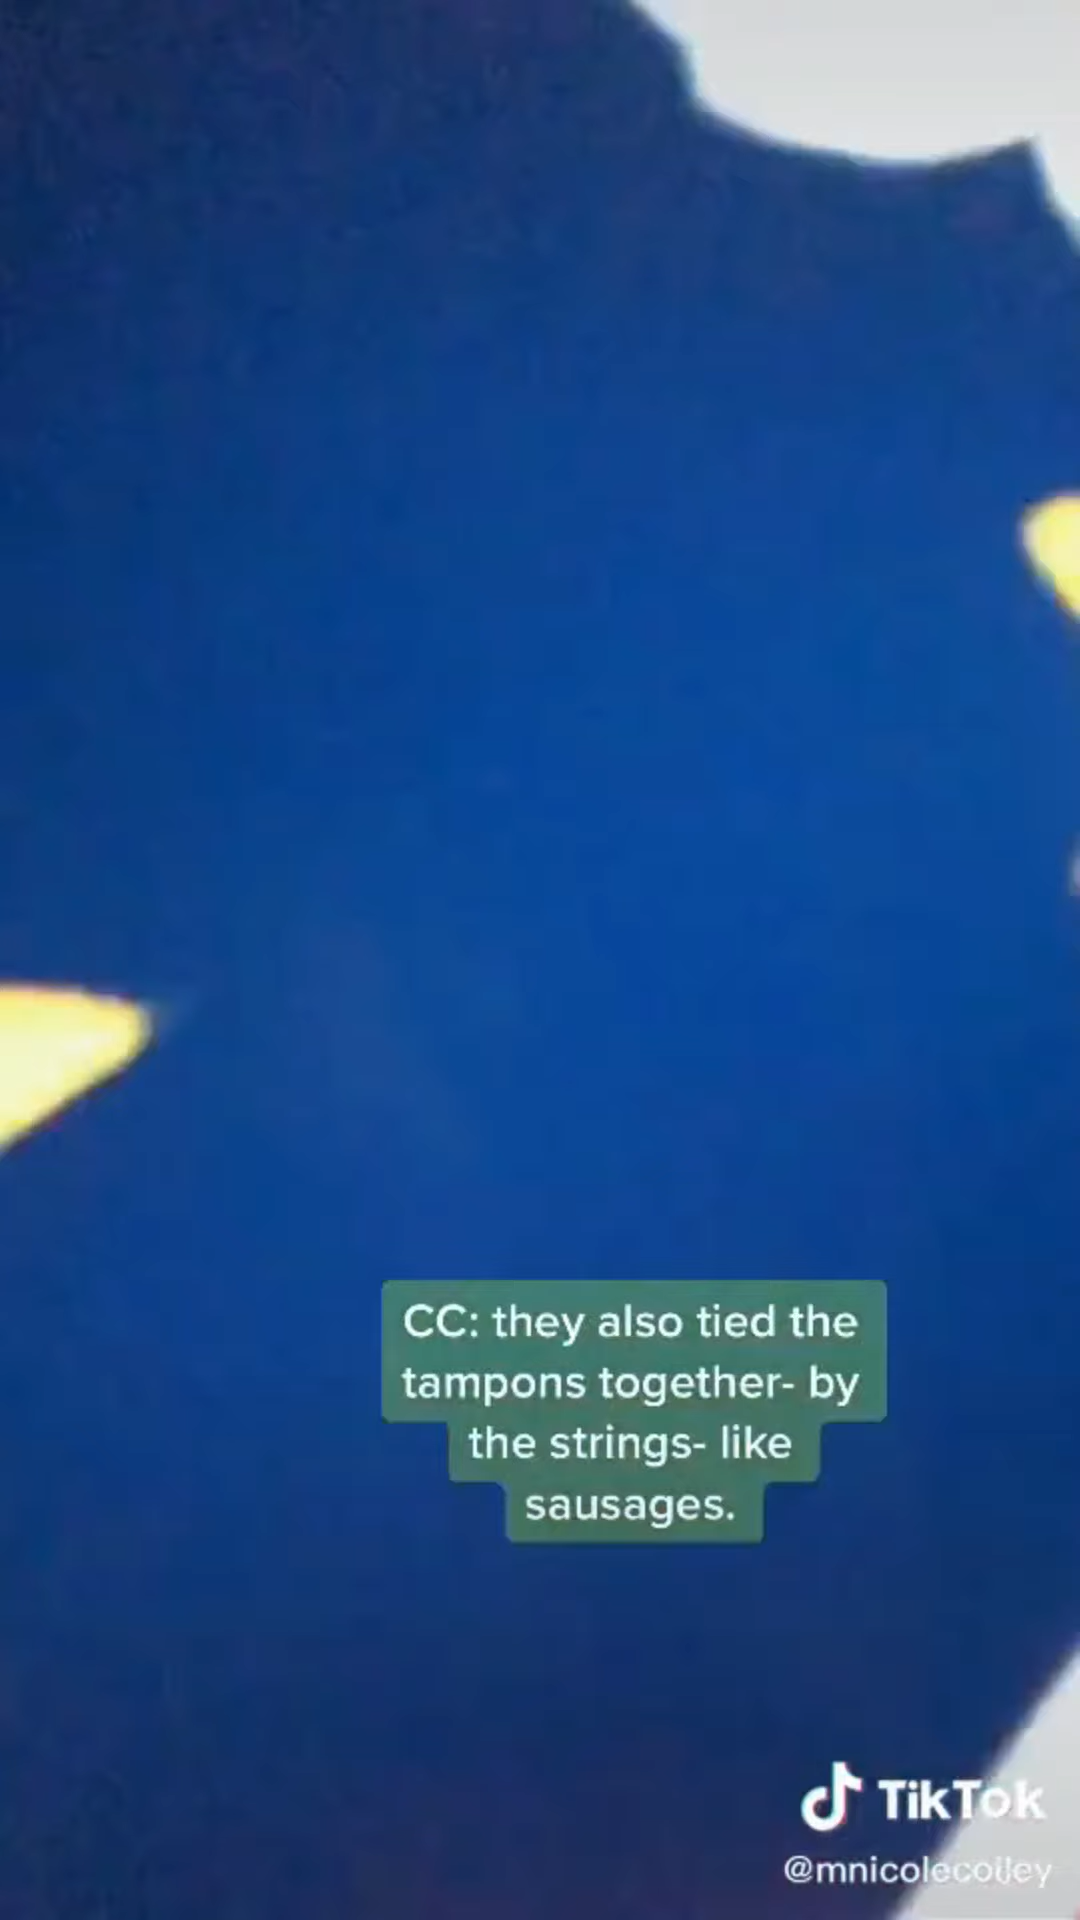 CC: they also tied the
tampons together- by
the strings- like
sausages.
TikTok
@mnicolecolley